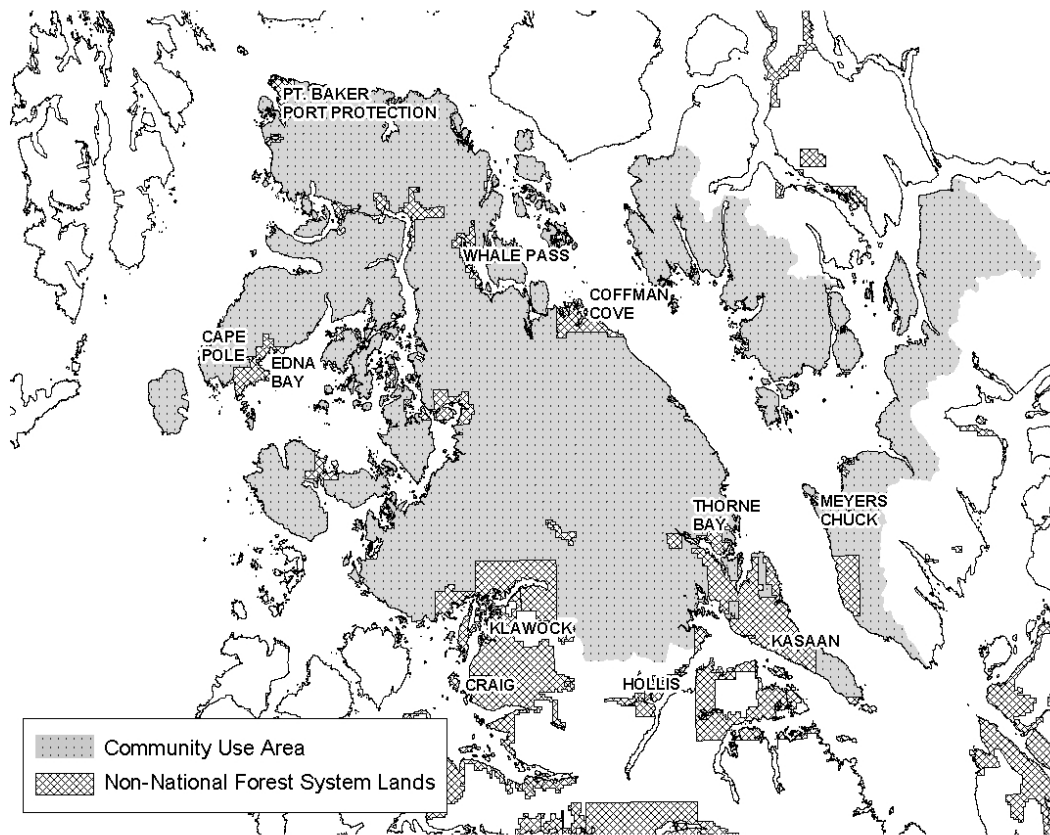 PT. BAKER
PORT PROTECTION
WHALE PASS
COFFMAN
COVE
CAPE
POLE
EDNA
BAY
THORNE
BAY
MEYERS
CHUCK
KLAWOCK
KASAAN
CRAIG
HOLLIS
Community Use Area
Non-National Forest System Lands